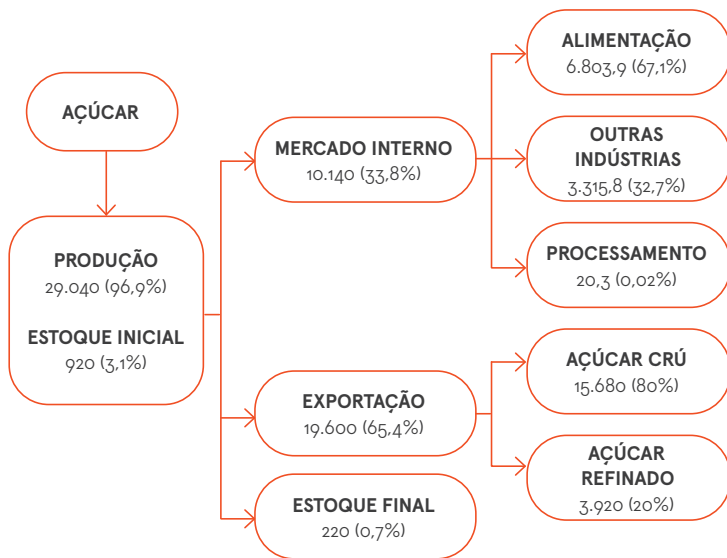 AÇÚCAR
PRODUÇÃO
29.040 (96,9%)
ESTOQUE INICIAL
920 (3,1%)
MERCADO INTERNO
10.140 (33,8%)
EXPORTAÇÃO
19.600 (65,4%)
ESTOQUE FINAL
220 (0,7%)
ALIMENTAÇÃO
6.803,9 (67,1%)
OUTRAS
INDÚSTRIAS
3.315,8 (32,7%)
PROCESSAMENTO
20,3 (0,02%)
AÇÚCAR CRÚ
15.680 (80%)
AÇÚCAR
REFINADO
3.920 (20%)